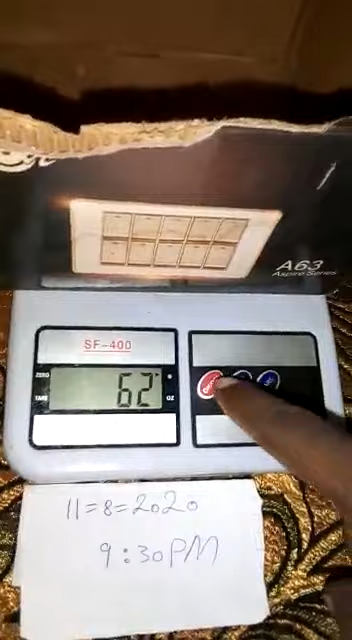 A63
Aspire Series
SF-400
ZERO
TARE
62
OZ
11=8=2020
9:30PM